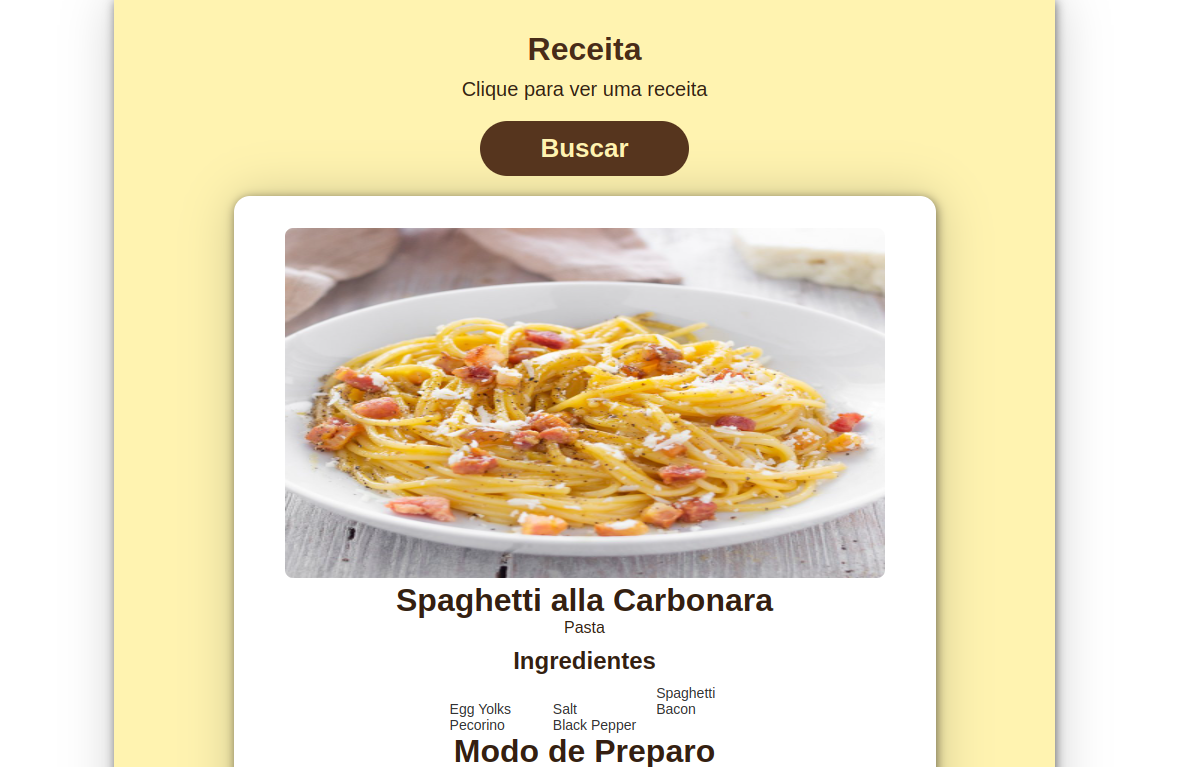 Receita
Clique para ver uma receita
Buscar
Spaghetti alla Carbonara
Pasta
Ingredientes
Egg Yolks
Pecorino
Salt
Black Pepper
Spaghetti
Bacon
Modo de Preparo